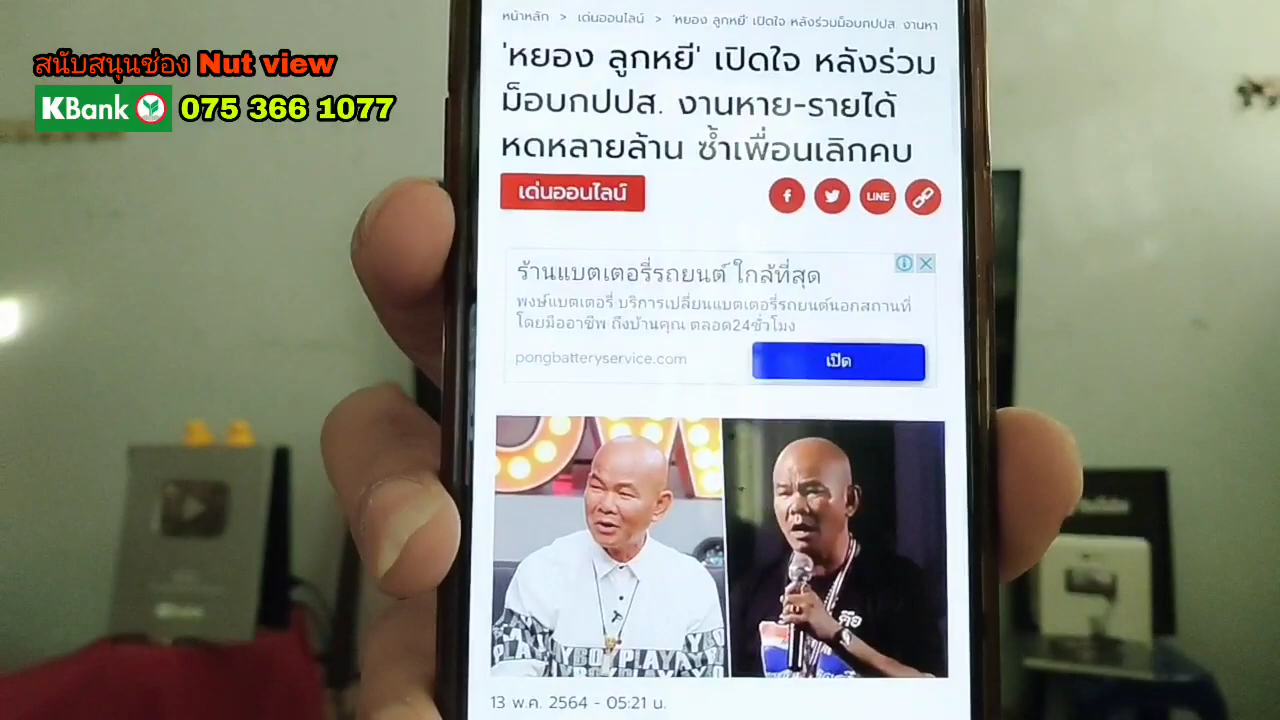 สนับสนุนช่อง Nut view
KBank 075 366 1077
หน้าหลัก > เด่นออนไลน์ > 'หยอง ลูกหยี' เปิดใจ หลังร่วมม็อบกปปส. งานหา
'หยอง ลูกหยี' เปิดใจ หลังร่วม
ม็อบกปปส. งานหาย-รายได้
หดหลายล้าน ซ้ำเพื่อนเลิกคบ
เด่นออนไลน์
LINE
ร้านแบตเตอรี่รถยนต์ ใกล้ที่สุด
พงษ์แบตเตอรี่ บริการเปลี่ยนแบตเตอรี่รถยนต์นอกสถานที่
โดยมืออาชีพ ถึงบ้านคุณ ตลอด24ชั่วโมง
pongbatteryservice.com
เปิด
13 พ.ค. 2564 - 05:21 น.